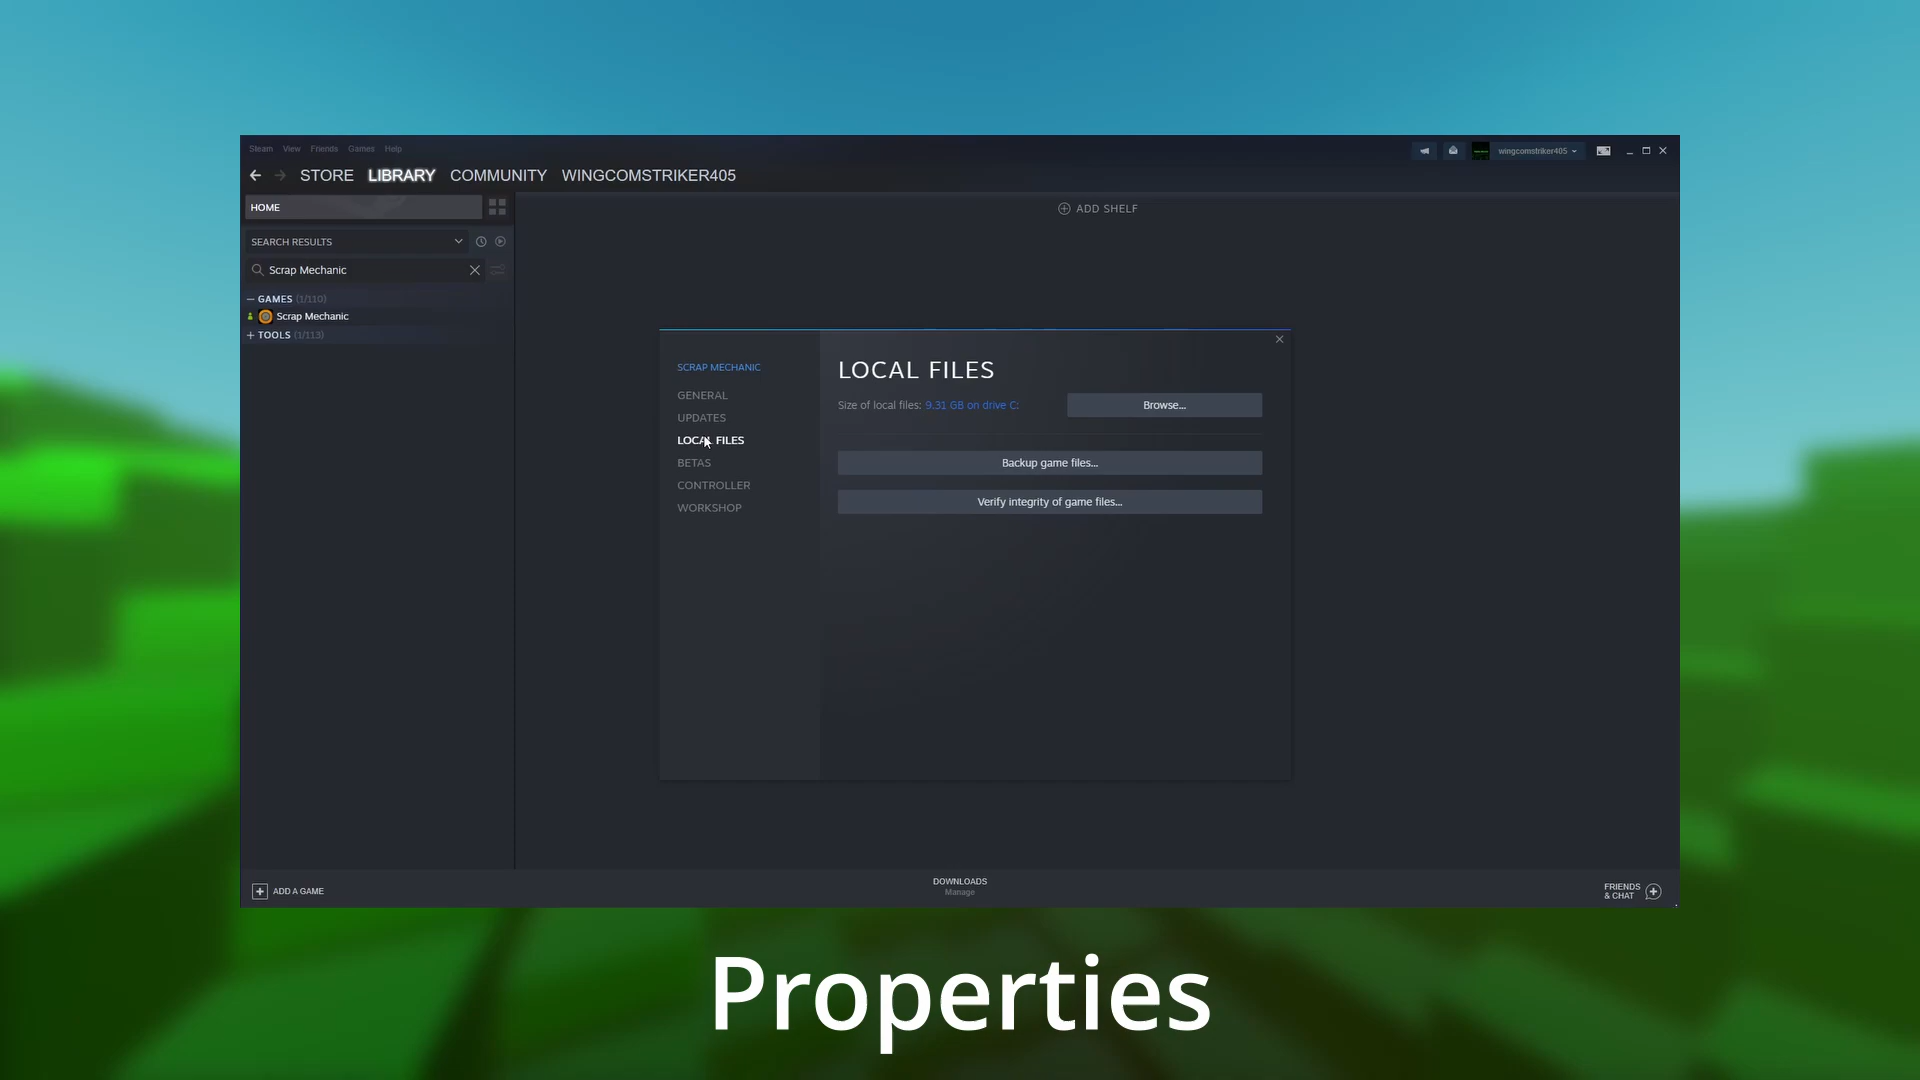 Steam View Friends Games Help
wingcomstriker405
STORE LIBRARY COMMUNITY WINGCOMSTRIKER405
HOME
ADD SHELF
SEARCH RESULTS
Scrap Mechanic
GAMES (1/110)
Scrap Mechanic
TOOLS (1/113)
SCRAP MECHANIC
GENERAL
UPDATES
LOCAL FILES
BETAS
CONTROLLER
WORKSHOP
LOCAL FILES
Size of local files: 9.31 GB on drive C:
Browse...
Backup game files...
Verify integrity of game files...
ADD A GAME
DOWNLOADS
Manage
FRIENDS
& CHAT
Properties